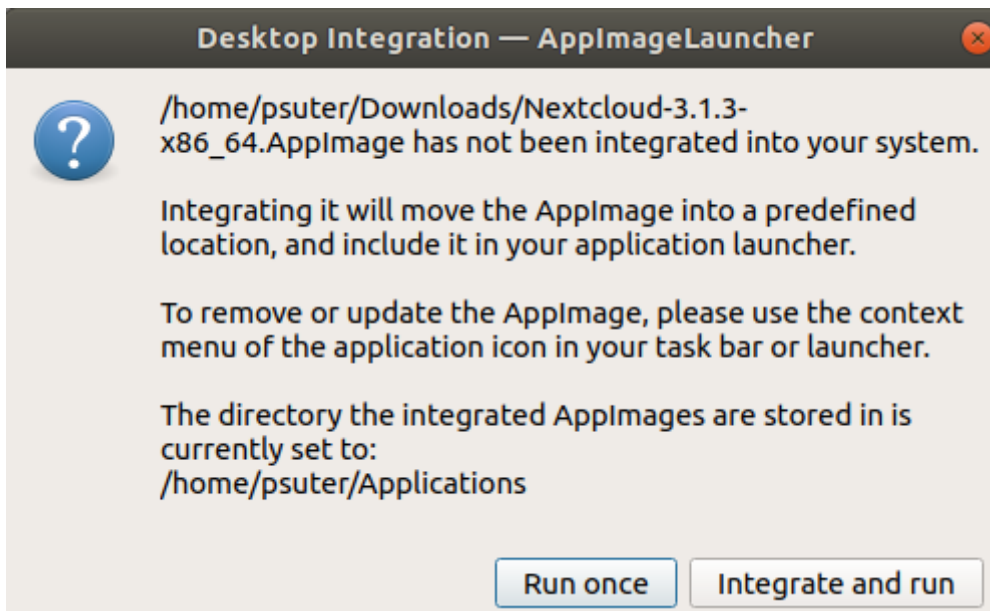 Desktop Integration — AppImageLauncher
/home/psuter/Downloads/Nextcloud-3.1.3-
x86_64.AppImage has not been integrated into your system.
Integrating it will move the AppImage into a predefined
location, and include it in your application launcher.
To remove or update the AppImage, please use the context
menu of the application icon in your task bar or launcher.
The directory the integrated AppImages are stored in is
currently set to:
/home/psuter/Applications
Run once
Integrate and run